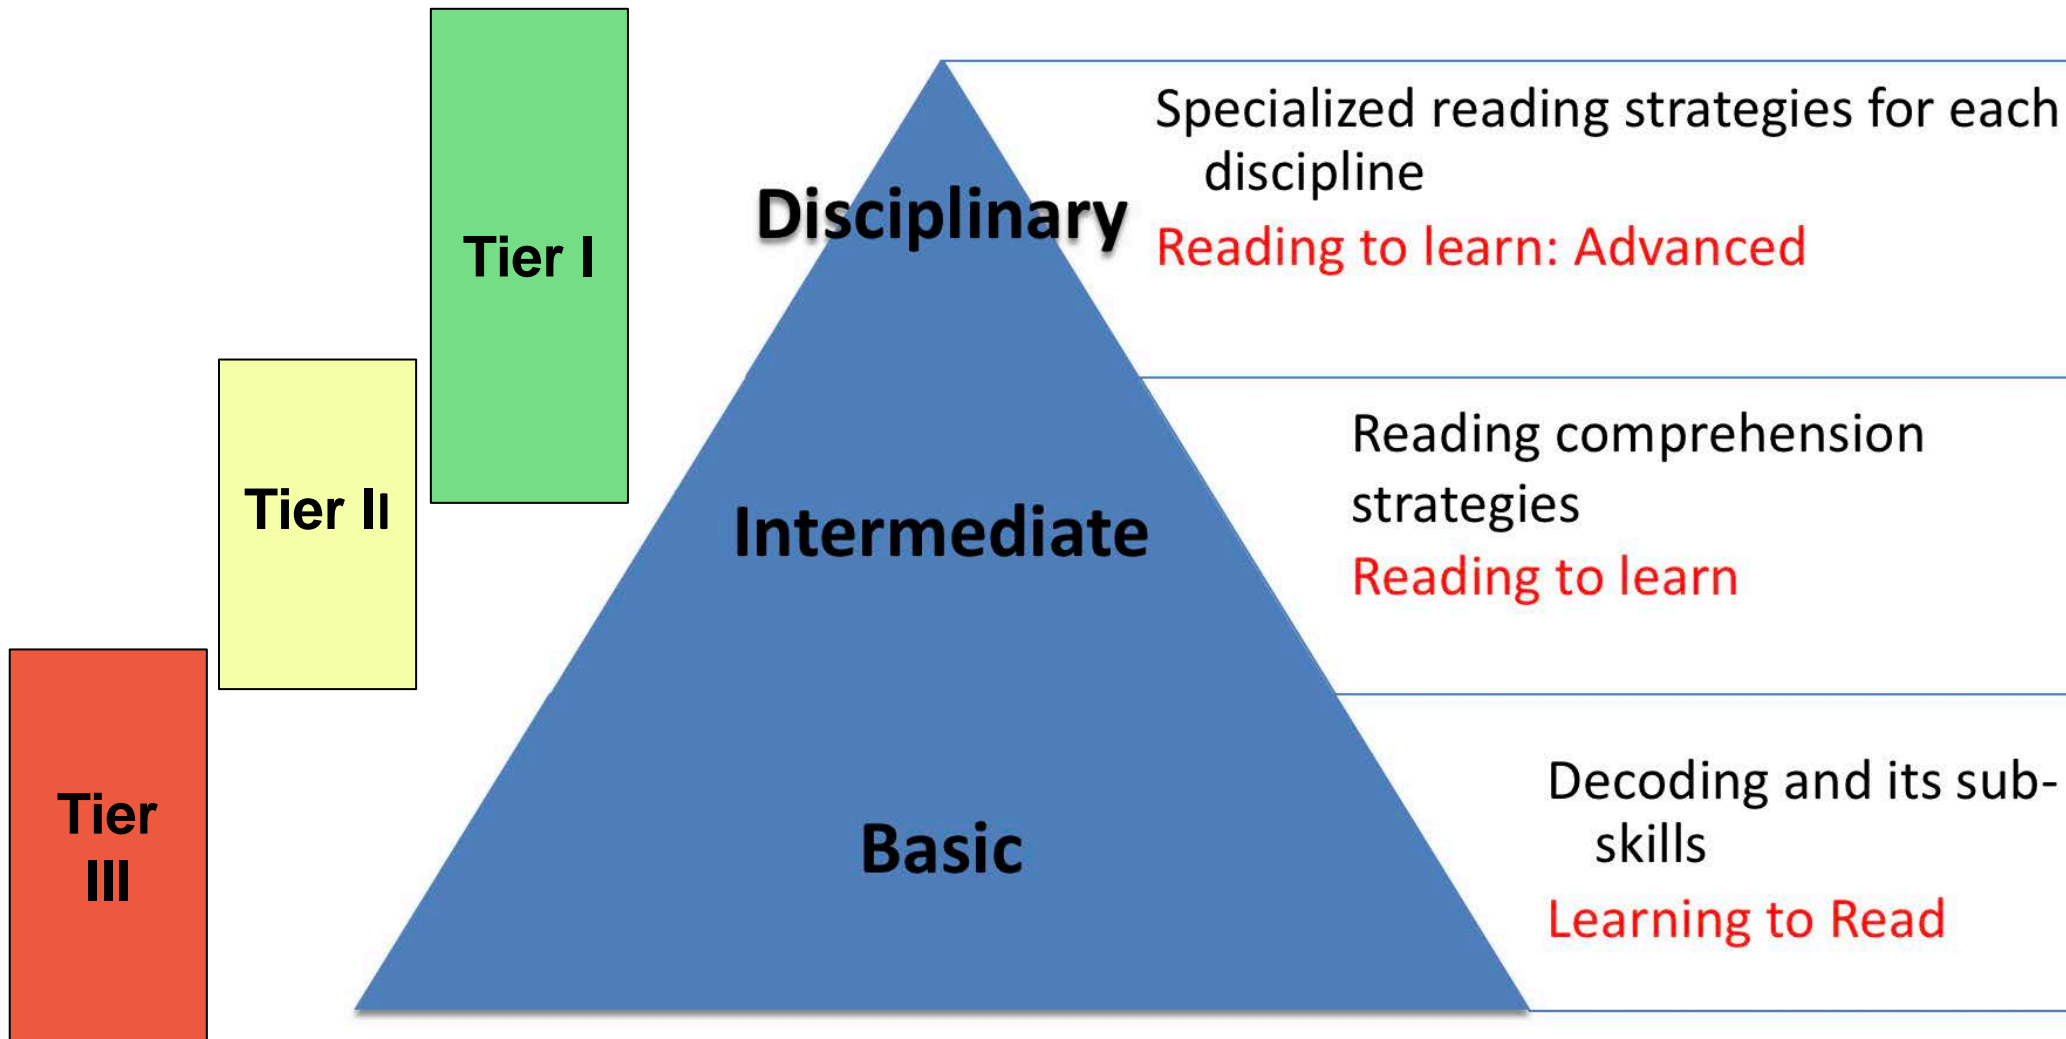 Tier I
Tier II
Tier
III
Disciplinary
Intermediate
Basic
Specialized reading strategies for each
discipline
Reading to learn: Advanced
Reading comprehension
strategies
Reading to learn
Decoding and its sub-
skills
Learning to Read